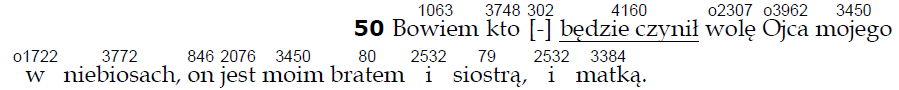 1063 3748 302 4160 o2307 o3962 3450
50 Bowiem kto [-] będzie czynił wolę Ojca mojego
o1722 3772 846 2076 3450 80 2532 79 2532 3384
w niebiosach, on jest moim bratem i siostrą, i matką.